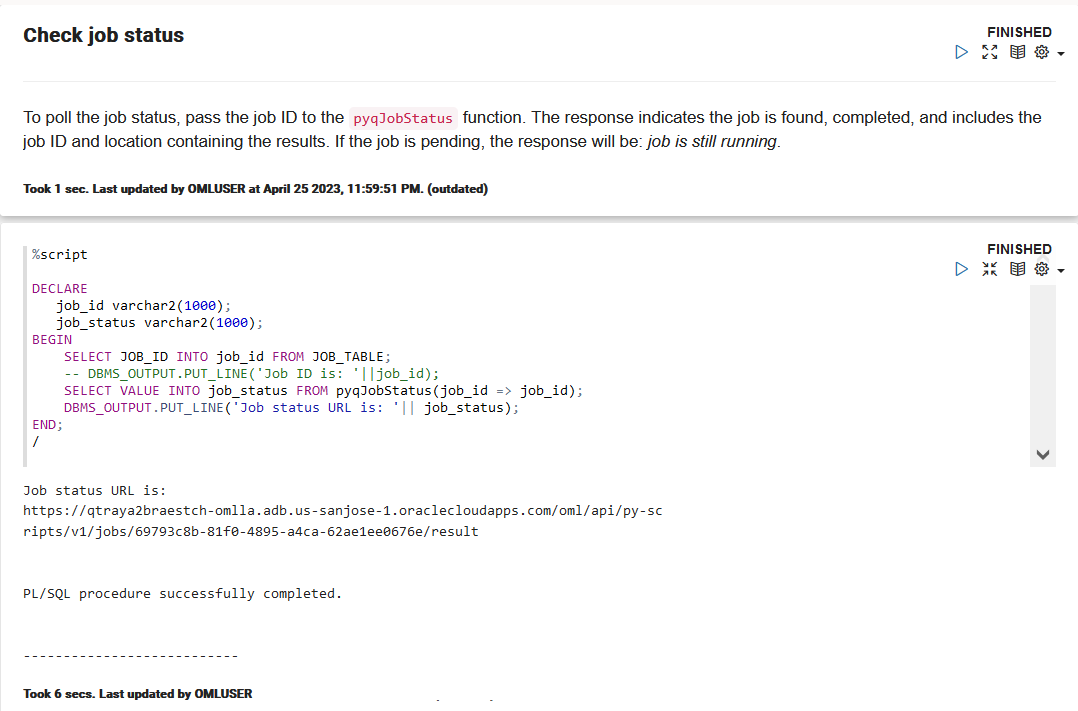 Check job status
FINISHED
To poll the job status, pass the job ID to the pyqJobStatus function. The response indicates the job is found, completed, and includes the
job ID and location containing the results. If the job is pending, the response will be: job is still running.
Took 1 sec. Last updated by OMLUSER at April 25 2023, 11:59:51 PM. (outdated)
FINISHED
%script
DECLARE
job_id varchar2(1000);
job_status varchar2(1000);
BEGIN
SELECT JOB_ID INTO job_id FROM JOB_TABLE;
-- DBMS_OUTPUT.PUT_LINE('Job ID is: '||job_id);
SELECT VALUE INTO job_status FROM pyqJobStatus(job_id => job_id);
DBMS_OUTPUT.PUT_LINE('Job status URL is: '|| job_status);
END;
/
Job status URL is:
https://qtraya2braestch-omlla.adb.us-sanjose-1.oraclecloudapps.com/oml/api/py-sc
ripts/v1/jobs/69793c8b-81f0-4895-a4ca-62ae1ee0676e/result
PL/SQL procedure successfully completed.
---------------------------
Took 6 secs. Last updated by OMLUSER